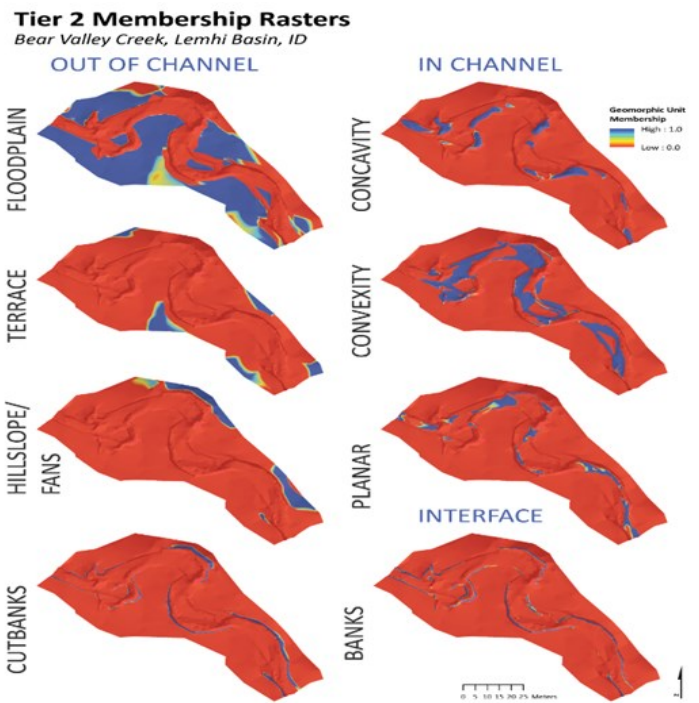 Tier 2 Membership Rasters
Bear Valley Creek, Lemhi Basin, ID
OUT OF CHANNEL
IN CHANNEL
FLOODPLAIN
CONCAVITY
Geomorphic Unit
Membership
High : 1.0
Low : 0.0
TERRACE
CONVEXITY
HILLSLOPE/
FANS
PLANAR
INTERFACE
CUTBANKS
BANKS
0 5 10 15 20 25 Meters